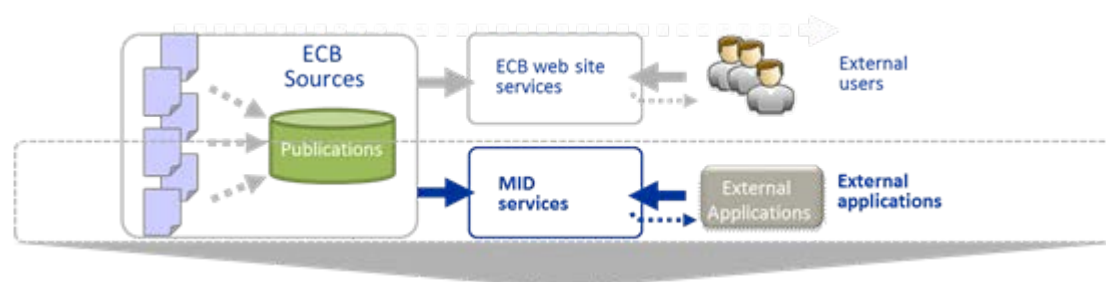 ECB
Sources
Publications
ECB web site
services
External
users
MID
services
External
Applications
External
applications